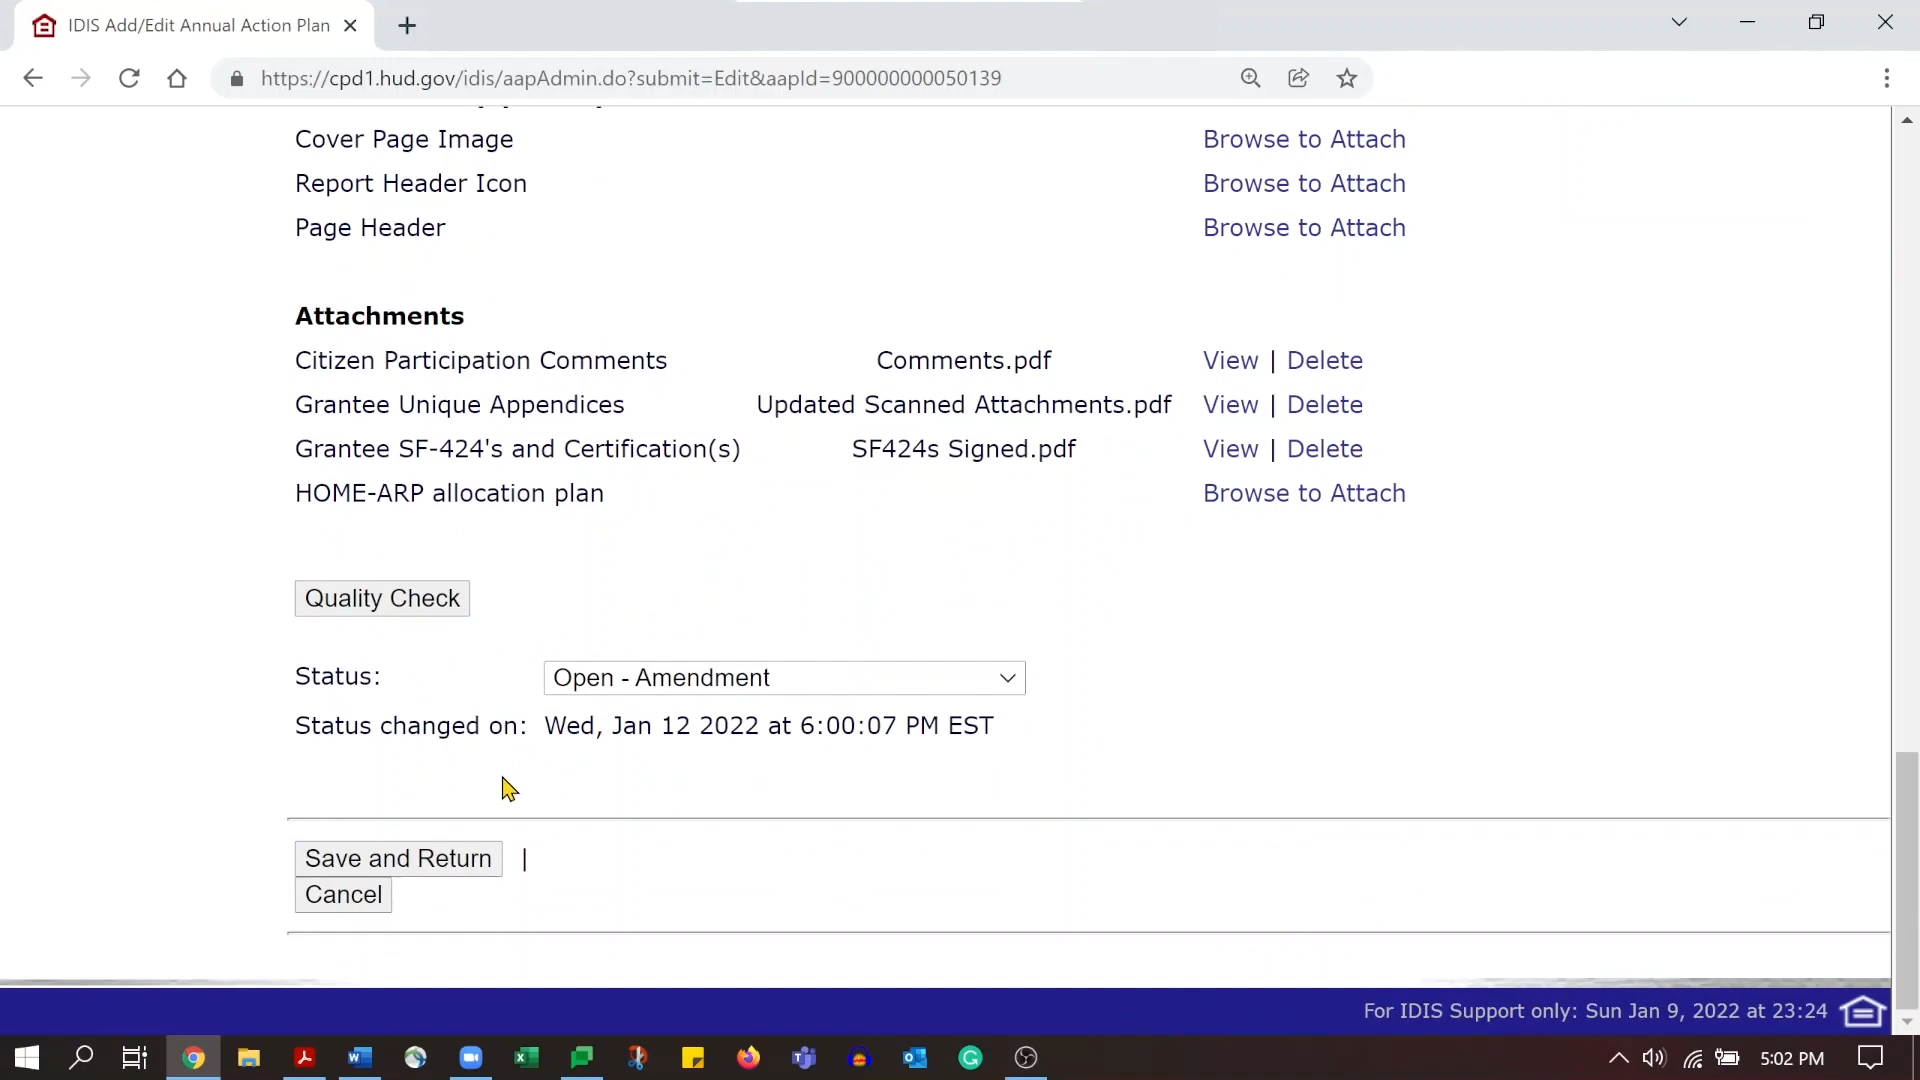 IDIS Add/Edit Annual Action Plan
https://cpd1.hud.gov/idis/aapAdmin.do?submit=Edit&aapId=900000000050139
Cover Page Image Browse to Attach
Report Header Icon Browse to Attach
Page Header Browse to Attach
Attachments
Citizen Participation Comments Comments.pdf View | Delete
Grantee Unique Appendices Updated Scanned Attachments.pdf View | Delete
Grantee SF-424's and Certification(s) SF424s Signed.pdf View | Delete
HOME-ARP allocation plan Browse to Attach
Quality Check
Status: Open - Amendment
Status changed on: Wed, Jan 12 2022 at 6:00:07 PM EST
Save and Return |
Cancel
For IDIS Support only: Sun Jan 9, 2022 at 23:24
5:02 PM